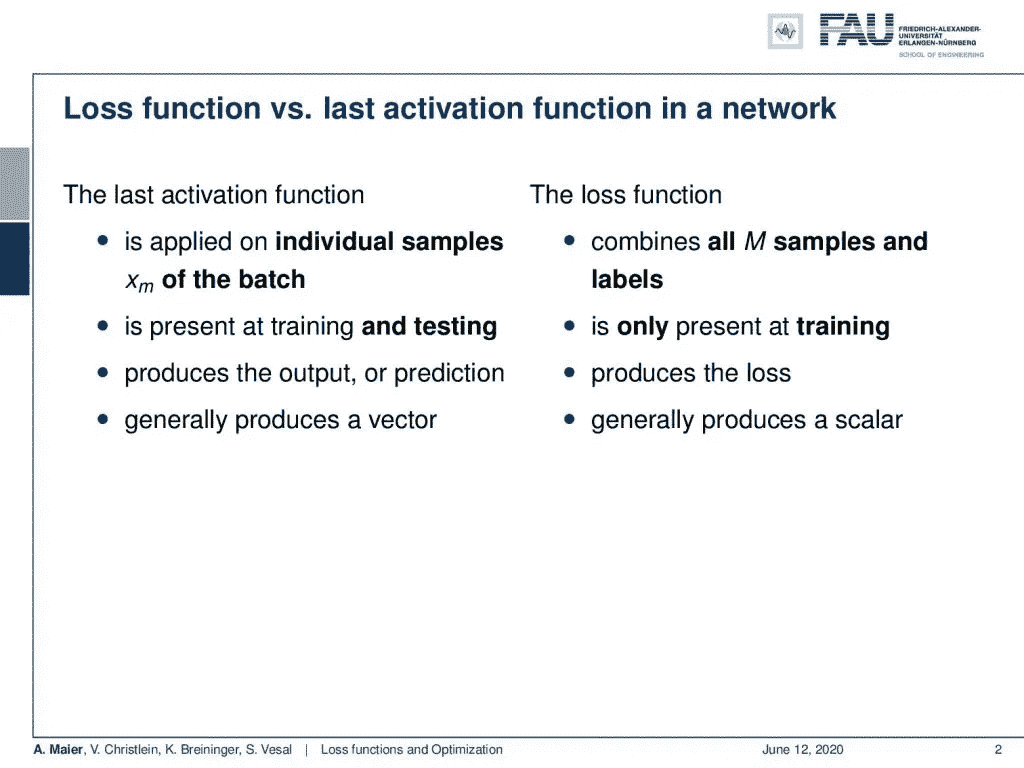 FAU
FRIEDRICH-ALEXANDER-
UNIVERSITÄT
ERLANGEN-NÜRNBERG
SCHOOL OF ENGINEERING
Loss function vs. last activation function in a network
The last activation function
• is applied on individual samples
xₘ of the batch
• is present at training and testing
• produces the output, or prediction
• generally produces a vector
The loss function
• combines all M samples and
labels
• is only present at training
• produces the loss
• generally produces a scalar
A. Maier, V. Christlein, K. Breininger, S. Vesal | Loss functions and Optimization June 12, 2020 2